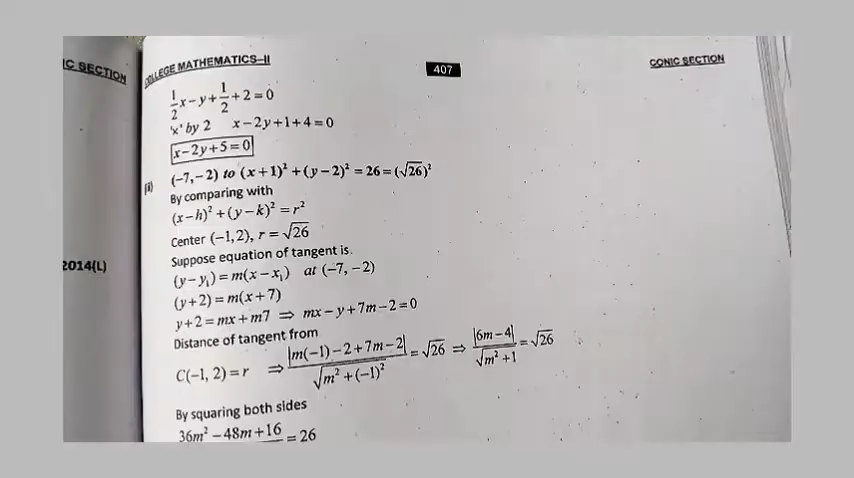 IC SECTION
COLLEGE MATHEMATICS–II
407
CONIC SECTION
1/2 x − y + 1/2 + 2 = 0
'x' by 2 x − 2y + 1 + 4 = 0
x − 2y + 5 = 0
(ii) (−7, −2) to (x+1)² + (y−2)² = 26 = (√26)²
By comparing with
(x−h)² + (y−k)² = r²
Center (−1, 2), r = √26
2014(L)
Suppose equation of tangent is.
(y − y₁) = m(x − x₁) at (−7, −2)
(y+2) = m(x+7)
y + 2 = mx + m7 ⇒ mx − y + 7m − 2 = 0
Distance of tangent from
C(−1, 2) = r ⇒ |m(−1) − 2 + 7m − 2| / √(m² + (−1)²) = √26 ⇒ |6m − 4| / √(m² + 1) = √26
By squaring both sides
36m² − 48m + 16 = 26